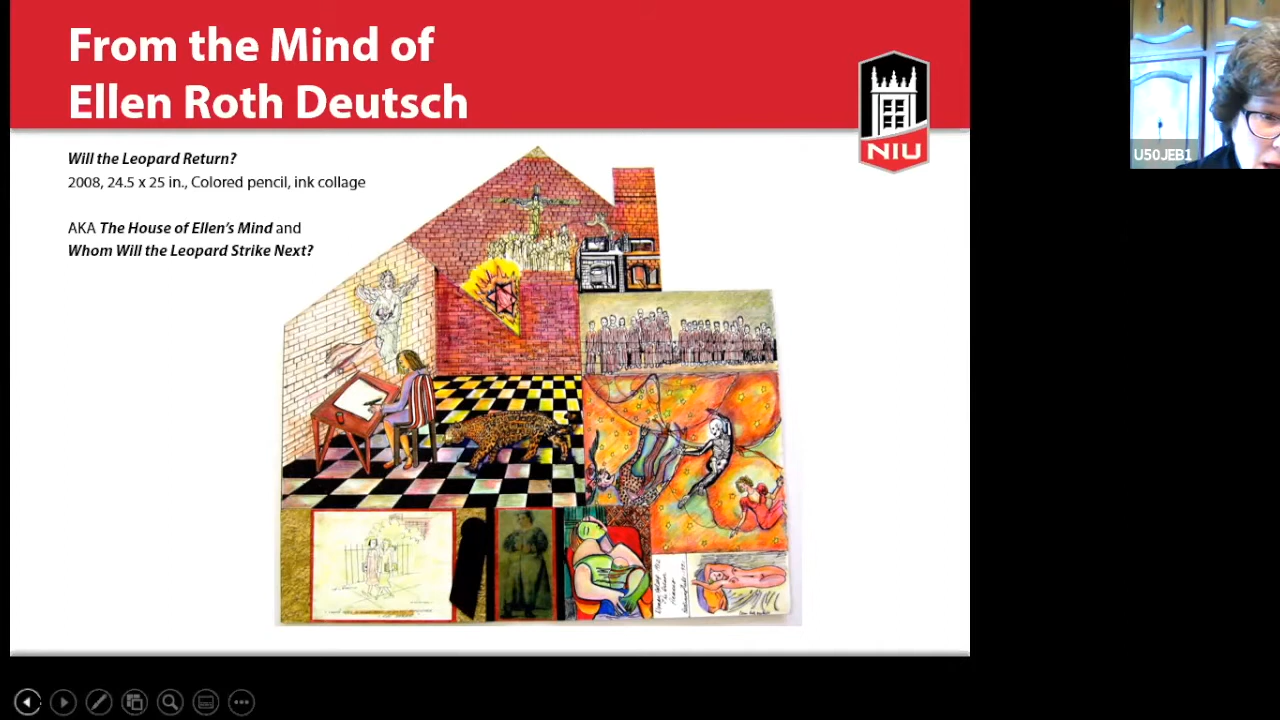 From the Mind of
Ellen Roth Deutsch
NIU
Will the Leopard Return?
2008, 24.5 x 25 in., Colored pencil, ink collage
AKA The House of Ellen's Mind and
Whom Will the Leopard Strike Next?
U50JEB1